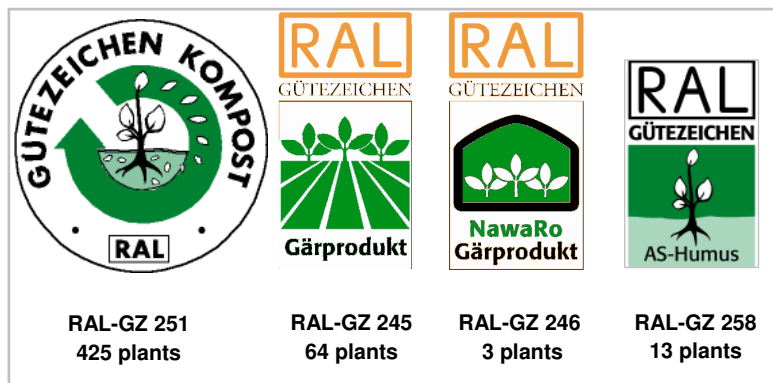 GÜTEZEICHEN KOMPOST
RAL
RAL-GZ 251
425 plants
RAL
GÜTEZEICHEN
Gärprodukt
RAL-GZ 245
64 plants
RAL
GÜTEZEICHEN
NawaRo
Gärprodukt
RAL-GZ 246
3 plants
RAL
GÜTEZEICHEN
AS-Humus
RAL-GZ 258
13 plants